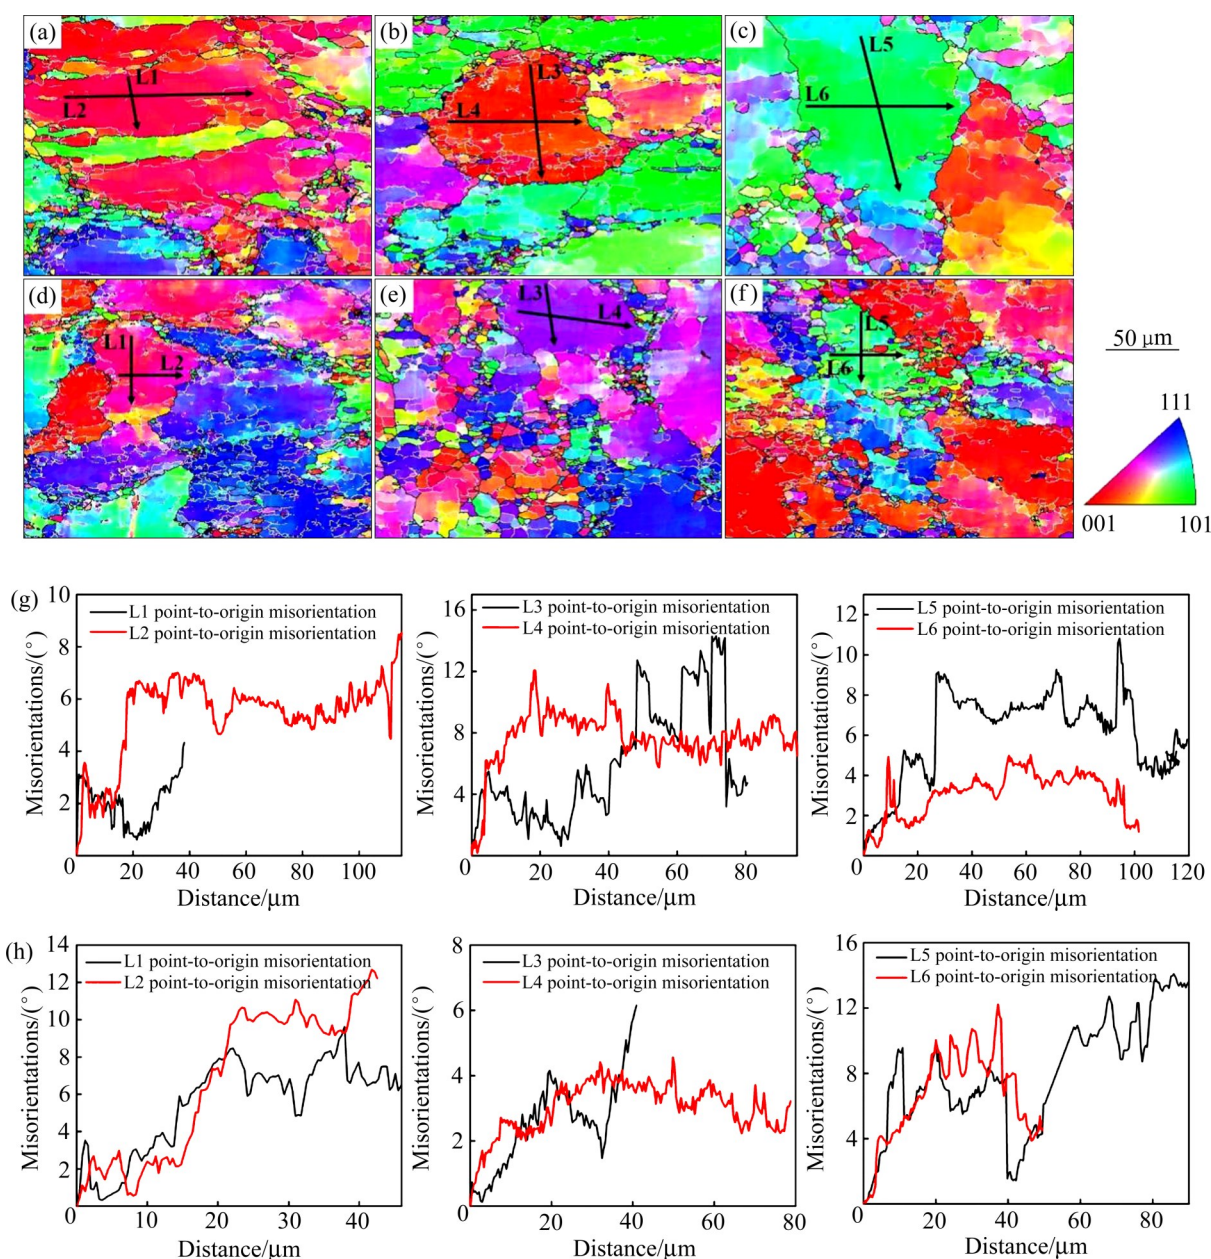 (a)
L1
L2
(b)
L3
L4
(c)
L5
L6
(d)
L1
L2
(e)
L3
L4
(f)
L5
L6
50 μm
111
001
101
(g)
10
8
6
4
2
0
Misorientations/(°)
L1 point-to-origin misorientation
L2 point-to-origin misorientation
20
40
60
80
100
Distance/μm
16
12
8
4
0
Misorientations/(°)
L3 point-to-origin misorientation
L4 point-to-origin misorientation
20
40
60
80
Distance/μm
12
10
8
6
4
2
0
Misorientations/(°)
L5 point-to-origin misorientation
L6 point-to-origin misorientation
20
40
60
80
100
120
Distance/μm
(h)
14
12
10
8
6
4
2
0
Misorientations/(°)
L1 point-to-origin misorientation
L2 point-to-origin misorientation
10
20
30
40
Distance/μm
8
6
4
2
0
Misorientations/(°)
L3 point-to-origin misorientation
L4 point-to-origin misorientation
20
40
60
80
Distance/μm
16
12
8
4
0
Misorientations/(°)
L5 point-to-origin misorientation
L6 point-to-origin misorientation
20
40
60
80
Distance/μm